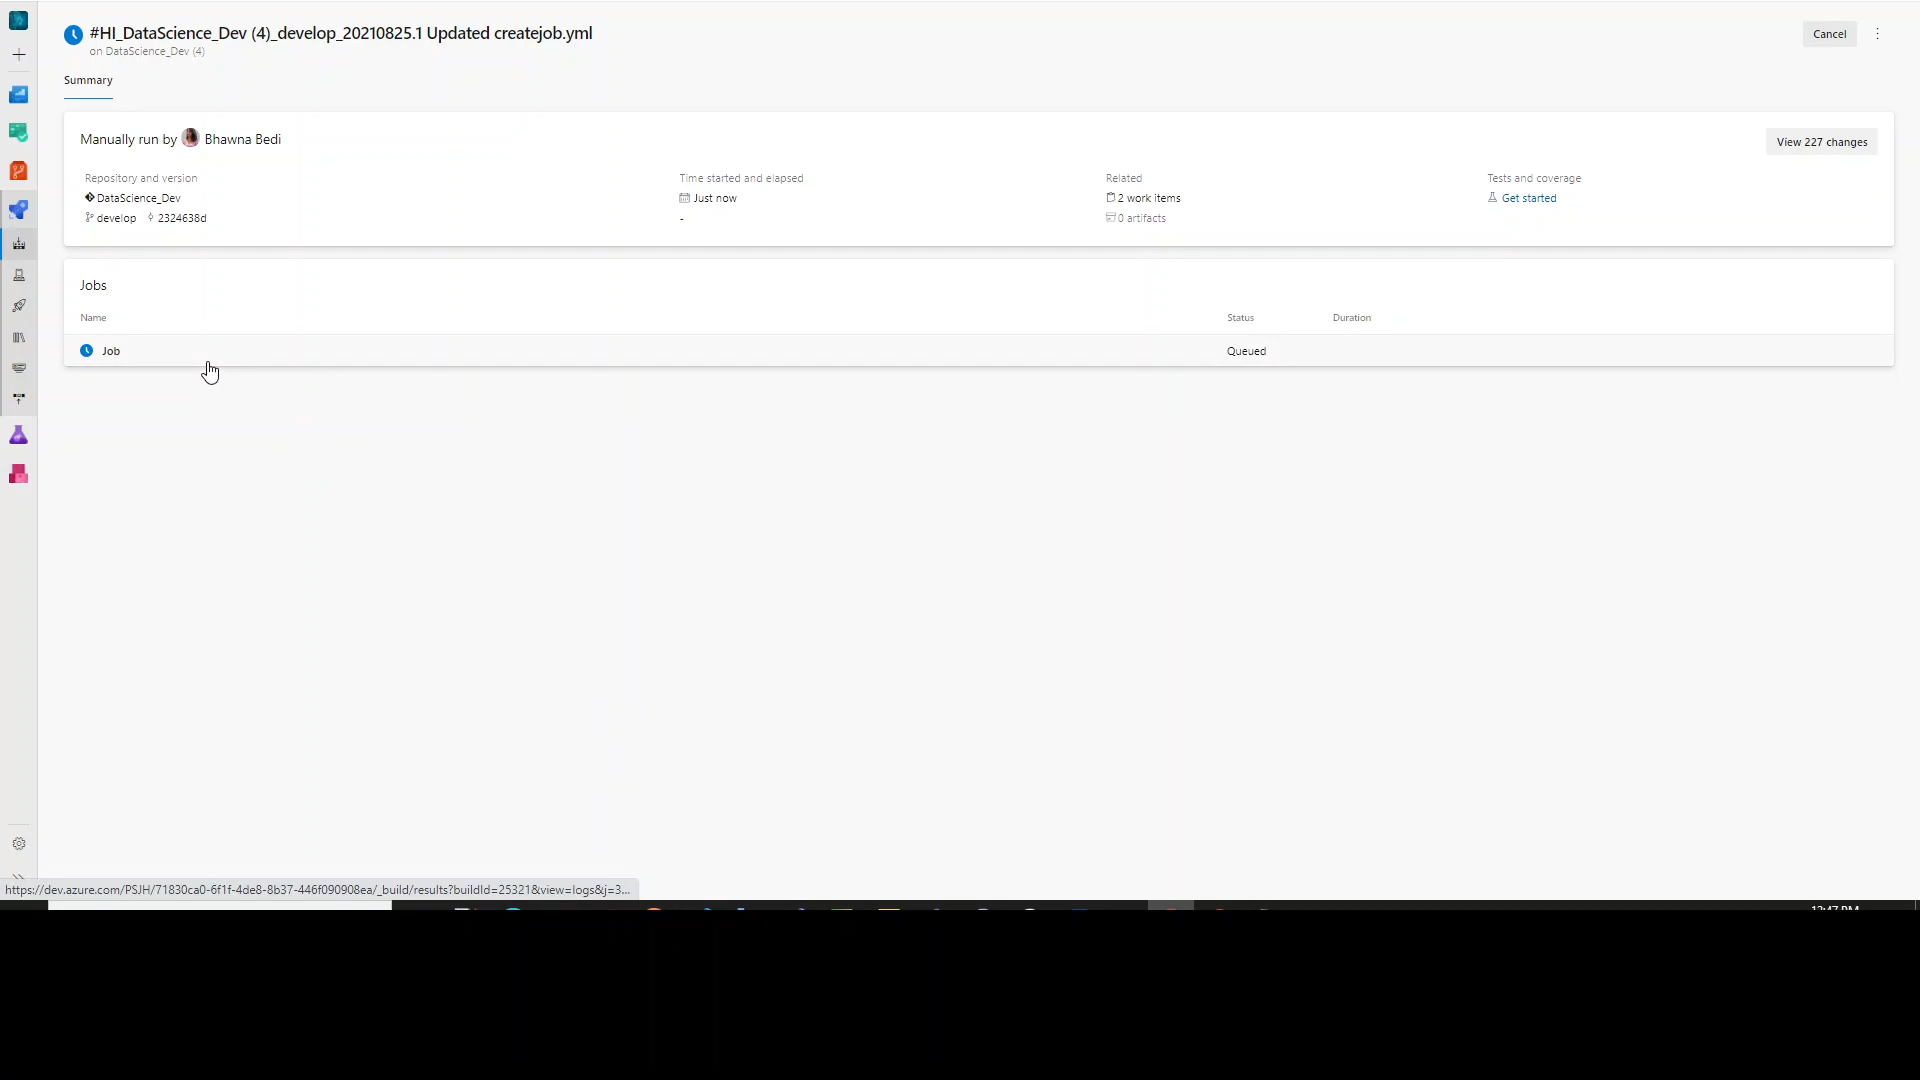 #HI_DataScience_Dev (4)_develop_20210825.1 Updated createjob.yml
on DataScience_Dev (4)
Cancel
Summary
Manually run by Bhawna Bedi
View 227 changes
Repository and version
Time started and elapsed
Related
Tests and coverage
DataScience_Dev
Just now
2 work items
Get started
develop 2324638d
-
0 artifacts
Jobs
Name
Status
Duration
Job
Queued
https://dev.azure.com/PSJH/71830ca0-6f1f-4de8-8b37-446f090908ea/_build/results?buildId=25321&view=logs&j=3...
12:47 PM